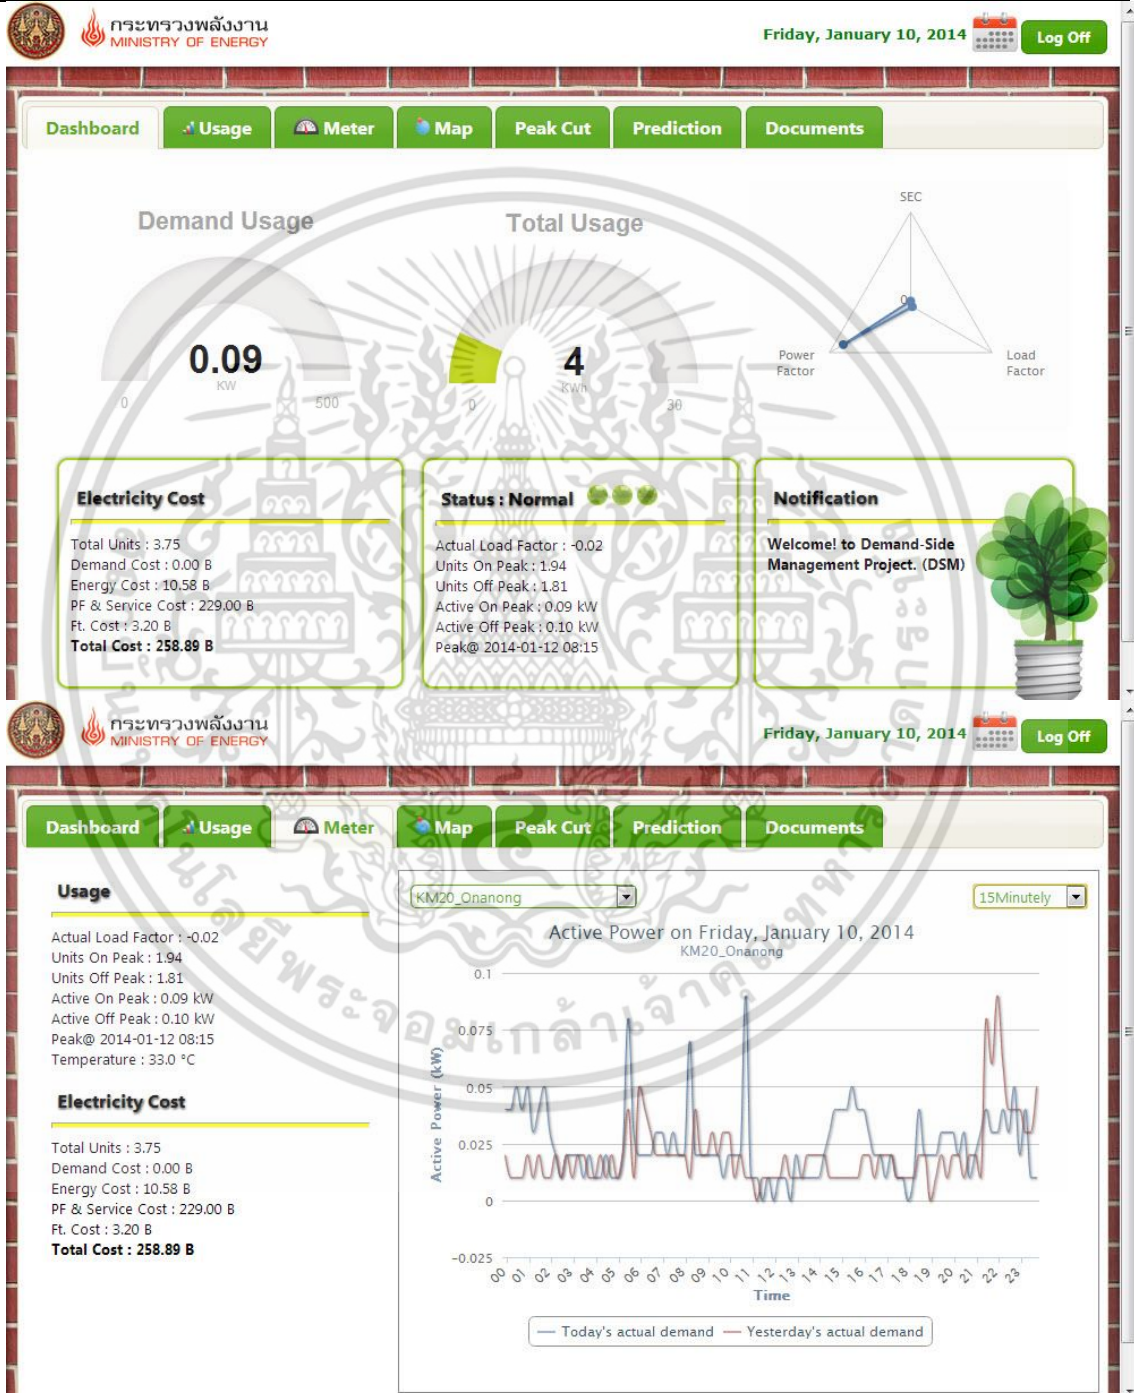 กระทรวงพลังงาน
MINISTRY OF ENERGY
Friday, January 10, 2014
Log Off
Dashboard
Usage
Meter
Map
Peak Cut
Prediction
Documents
Demand Usage
0.09
KW
0
500
Total Usage
4
KWh
0
30
SEC
0
Power
Factor
Load
Factor
Electricity Cost
Total Units : 3.75
Demand Cost : 0.00 B
Energy Cost : 10.58 B
PF & Service Cost : 229.00 B
Ft. Cost : 3.20 B
Total Cost : 258.89 B
Status : Normal
Actual Load Factor : -0.02
Units On Peak : 1.94
Units Off Peak : 1.81
Active On Peak : 0.09 kW
Active Off Peak : 0.10 kW
Peak@ 2014-01-12 08:15
Notification
Welcome! to Demand-Side
Management Project. (DSM)
กระทรวงพลังงาน
MINISTRY OF ENERGY
Friday, January 10, 2014
Log Off
Dashboard
Usage
Meter
Map
Peak Cut
Prediction
Documents
Usage
Actual Load Factor : -0.02
Units On Peak : 1.94
Units Off Peak : 1.81
Active On Peak : 0.09 kW
Active Off Peak : 0.10 kW
Peak@ 2014-01-12 08:15
Temperature : 33.0 °C
Electricity Cost
Total Units : 3.75
Demand Cost : 0.00 B
Energy Cost : 10.58 B
PF & Service Cost : 229.00 B
Ft. Cost : 3.20 B
Total Cost : 258.89 B
KM20_Onanong
15Minutely
Active Power on Friday, January 10, 2014
KM20_Onanong
Active Power (kW)
0.1
0.075
0.05
0.025
0
-0.025
00 01 02 03 04 05 06 07 08 09 10 11 12 13 14 15 16 17 18 19 20 21 22 23
Time
Today's actual demand
Yesterday's actual demand